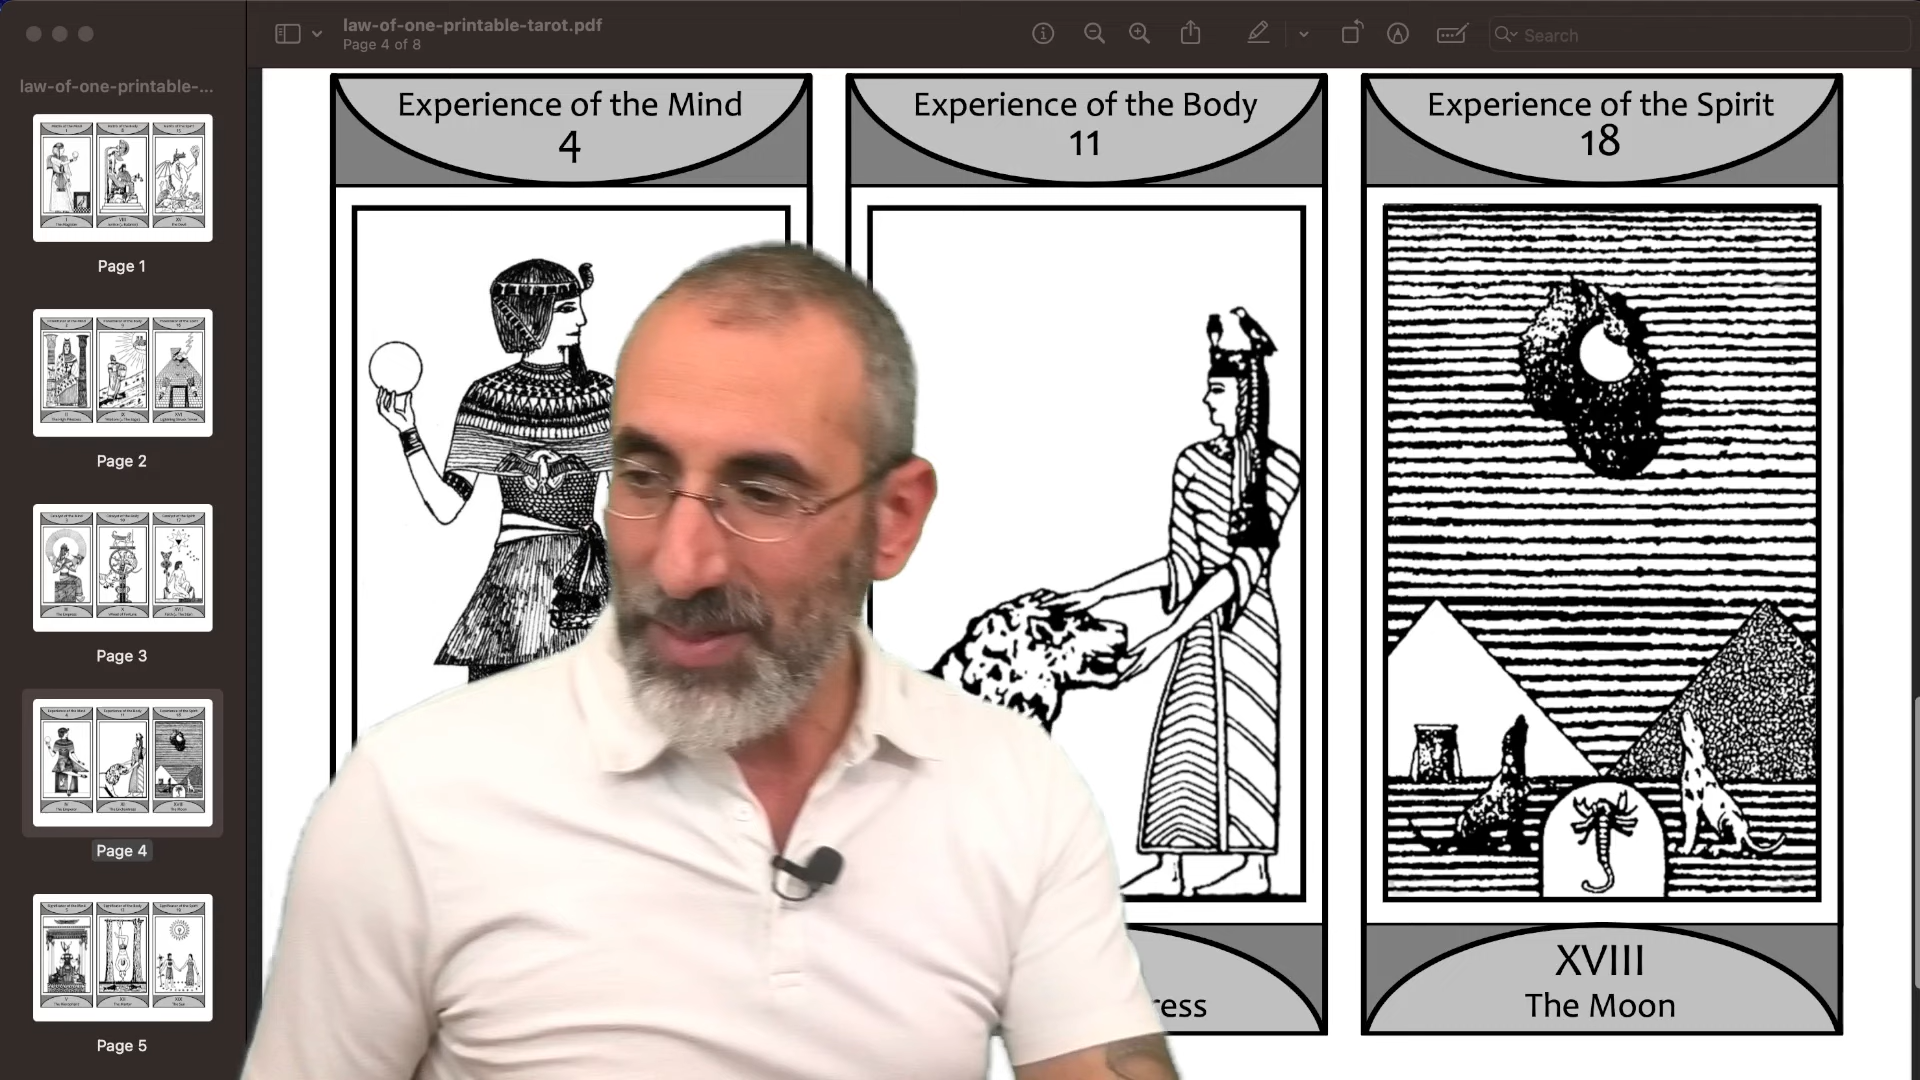 law-of-one-printable-tarot.pdf
Page 4 of 8
Search
law-of-one-printable-...
Page 1
Page 2
Page 3
Page 4
Page 5
Experience of the Mind
4
Experience of the Body
11
Experience of the Spirit
18
ress
XVIII
The Moon